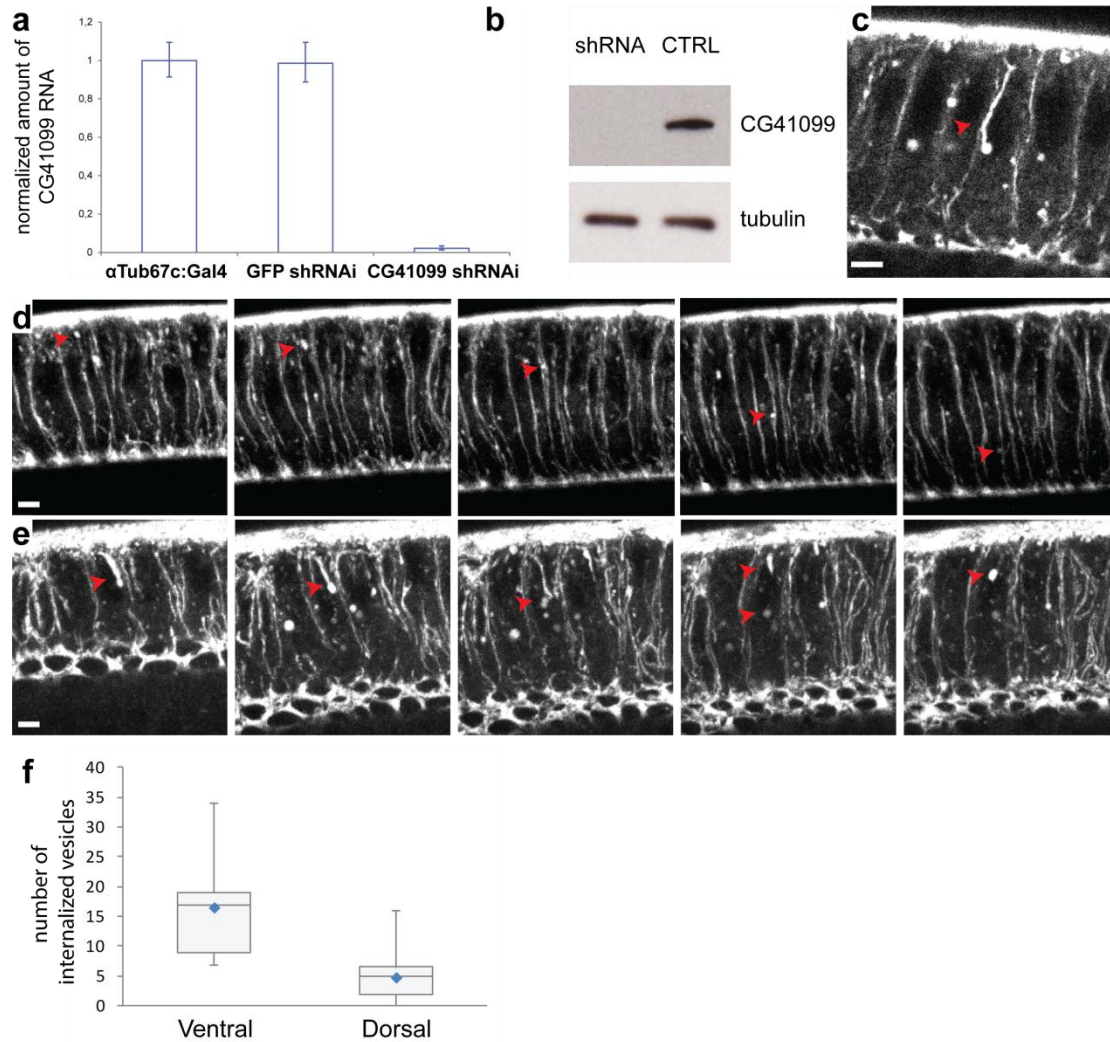 a
normalized amount of
CG41099 RNA
1,2
1
0,8
0,6
0,4
0,2
0
αTub67c:Gal4 GFP shRNAi CG41099 shRNAi
b
shRNA CTRL
CG41099
tubulin
c
d
e
f
number of
internalized vesicles
40
35
30
25
20
15
10
5
0
Ventral Dorsal